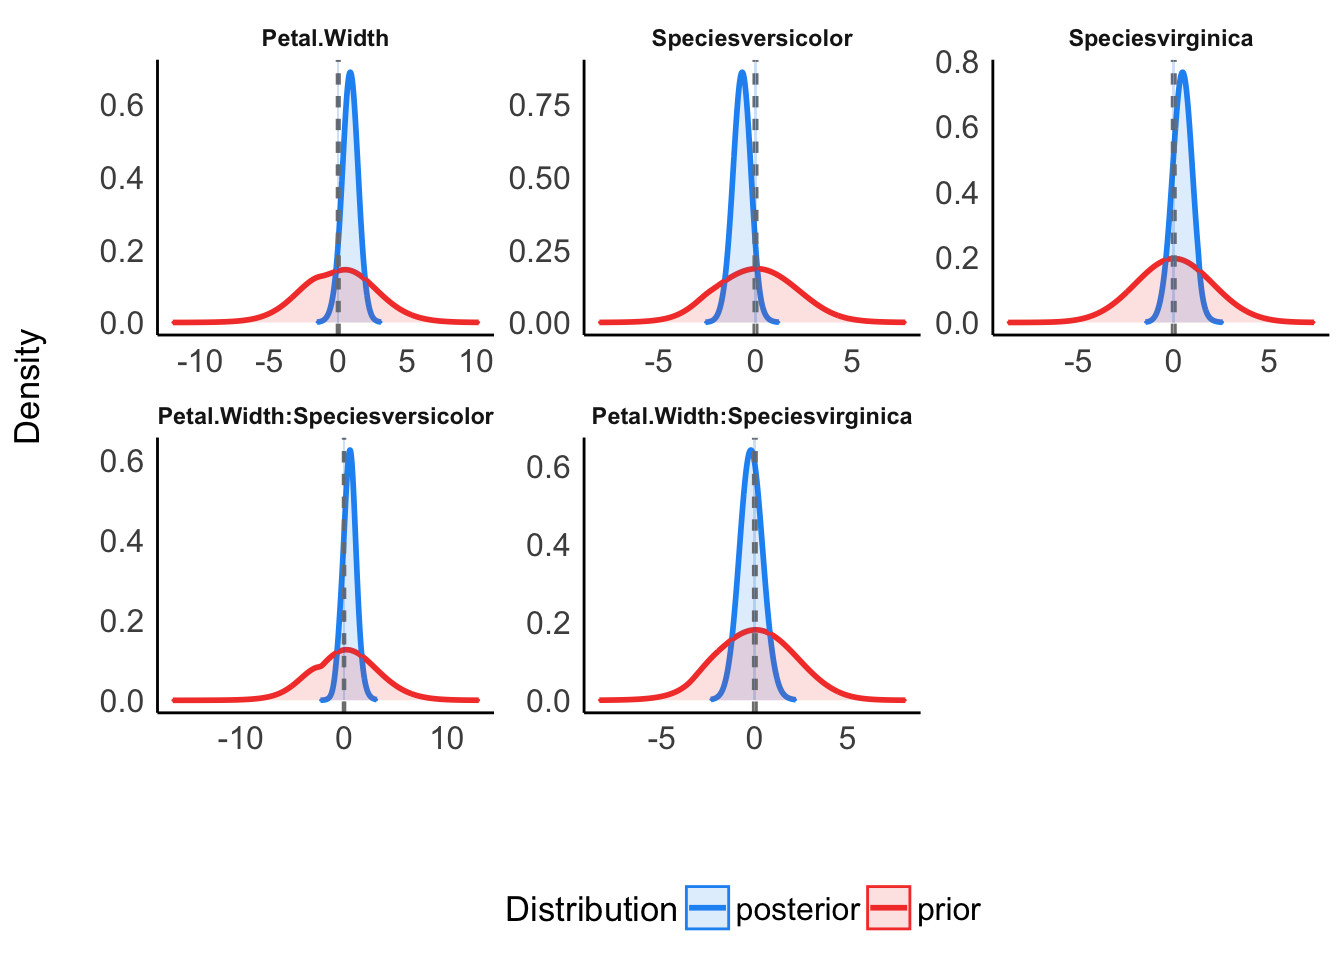 Petal.Width
Speciesversicolor
Speciesvirginica
0.6
0.4
0.2
0.0
-10 -5 0 5 10
0.75
0.50
0.25
0.00
-5 0 5
0.8
0.6
0.4
0.2
0.0
-5 0 5
Density
Petal.Width:Speciesversicolor
Petal.Width:Speciesvirginica
0.6
0.4
0.2
0.0
-10 0 10
0.6
0.4
0.2
0.0
-5 0 5
Distribution posterior prior